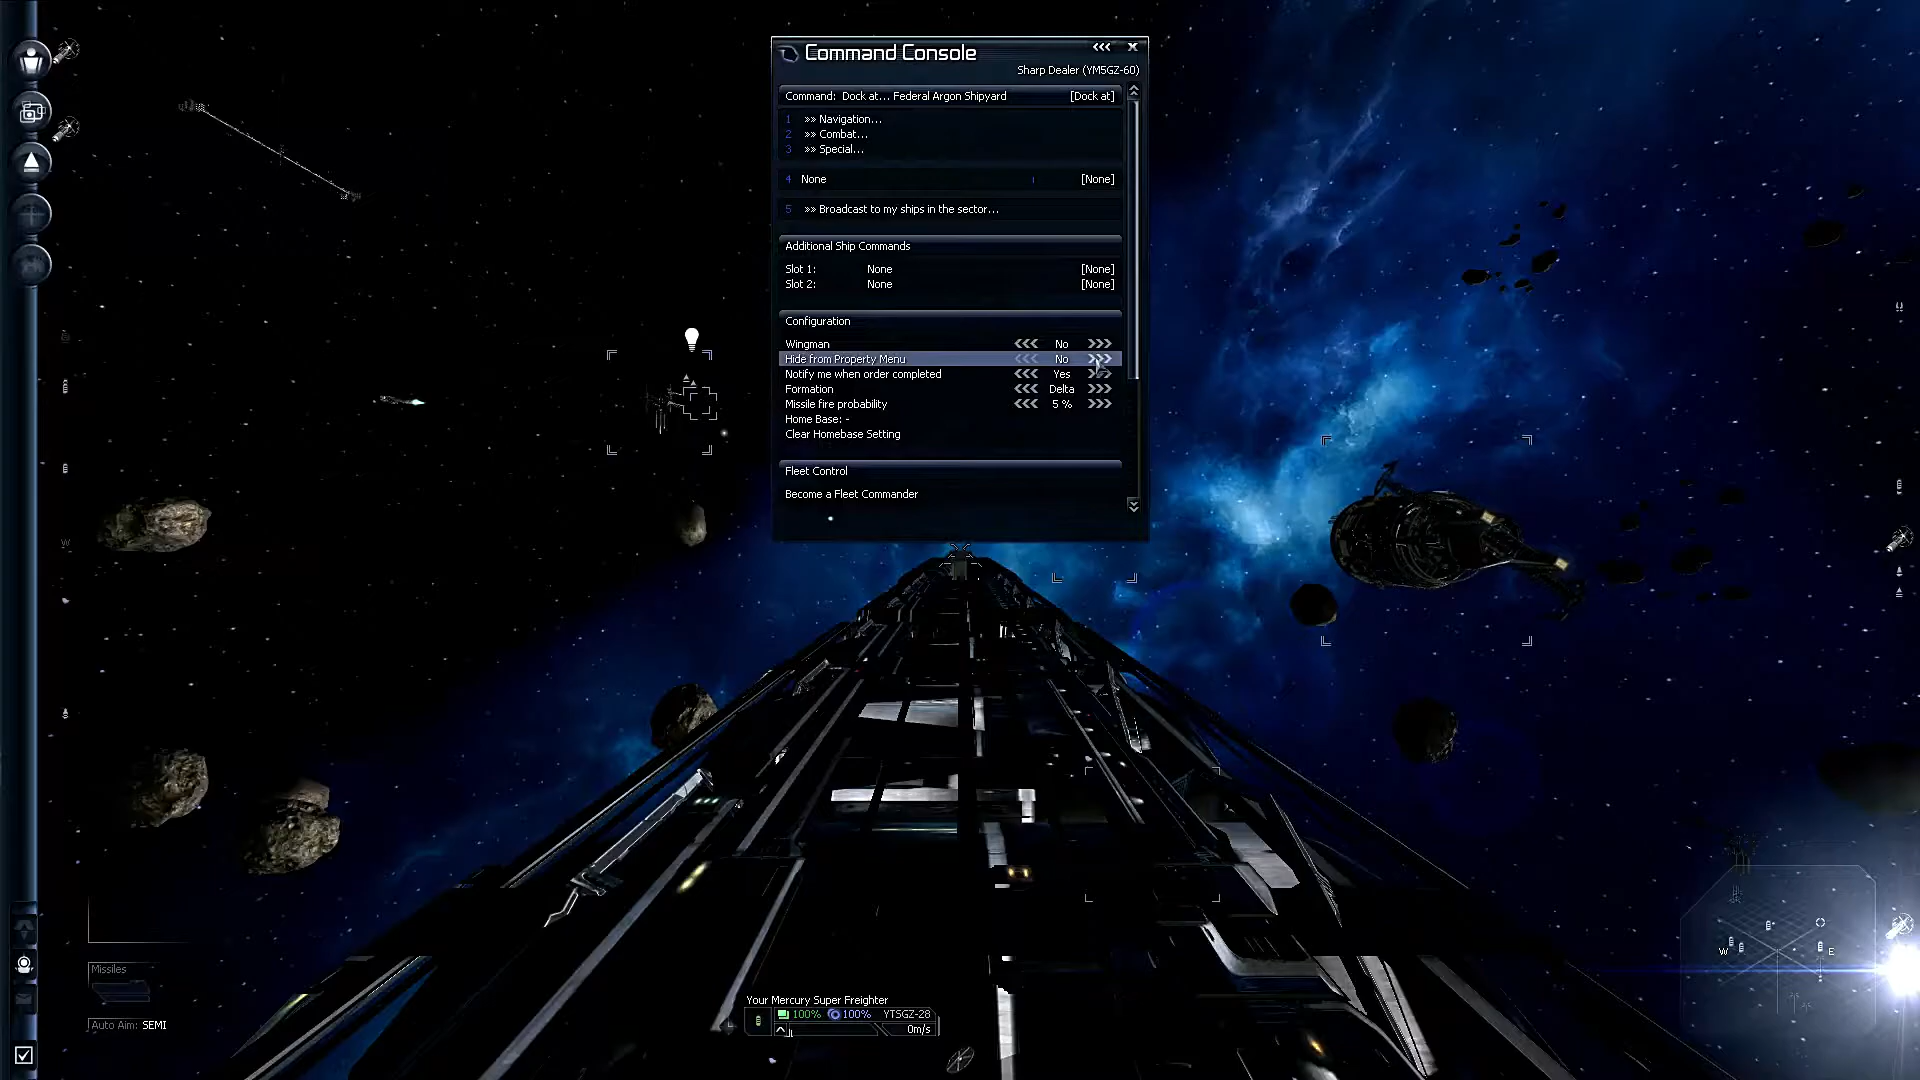 Command Console
Sharp Dealer (YM5GZ-60)
Command: Dock at... Federal Argon Shipyard [Dock at]
1 »» Navigation...
2 »» Combat...
3 »» Special...
4 None [None]
5 »» Broadcast to my ships in the sector...
Additional Ship Commands
Slot 1: None [None]
Slot 2: None [None]
Configuration
Wingman No
Hide from Property Menu No
Notify me when order completed Yes
Formation Delta
Missile fire probability 5 %
Home Base: -
Clear Homebase Setting
Fleet Control
Become a Fleet Commander
W
W E
Missiles
Auto Aim: SEMI
Your Mercury Super Freighter
100% 100% YTSGZ-28
0m/s